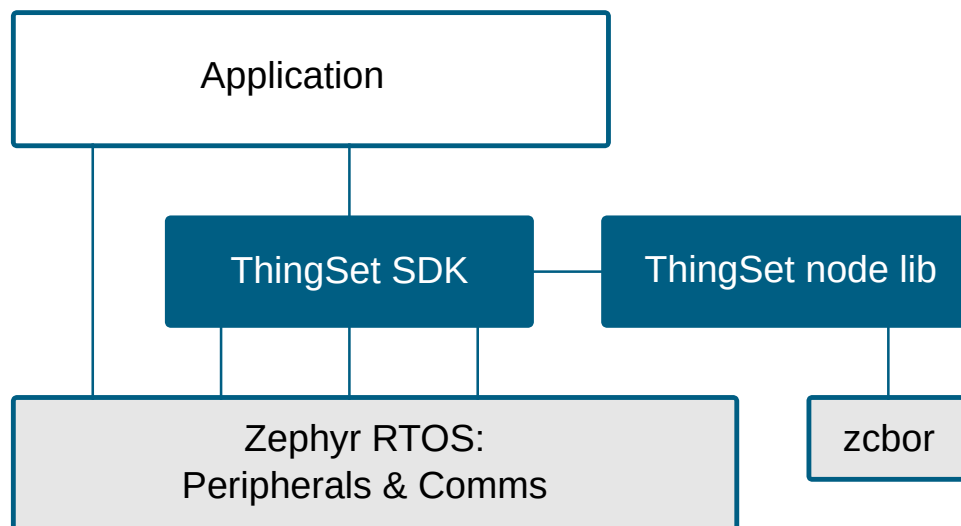 Application
ThingSet SDK
ThingSet node lib
Zephyr RTOS:
Peripherals & Comms
zcbor